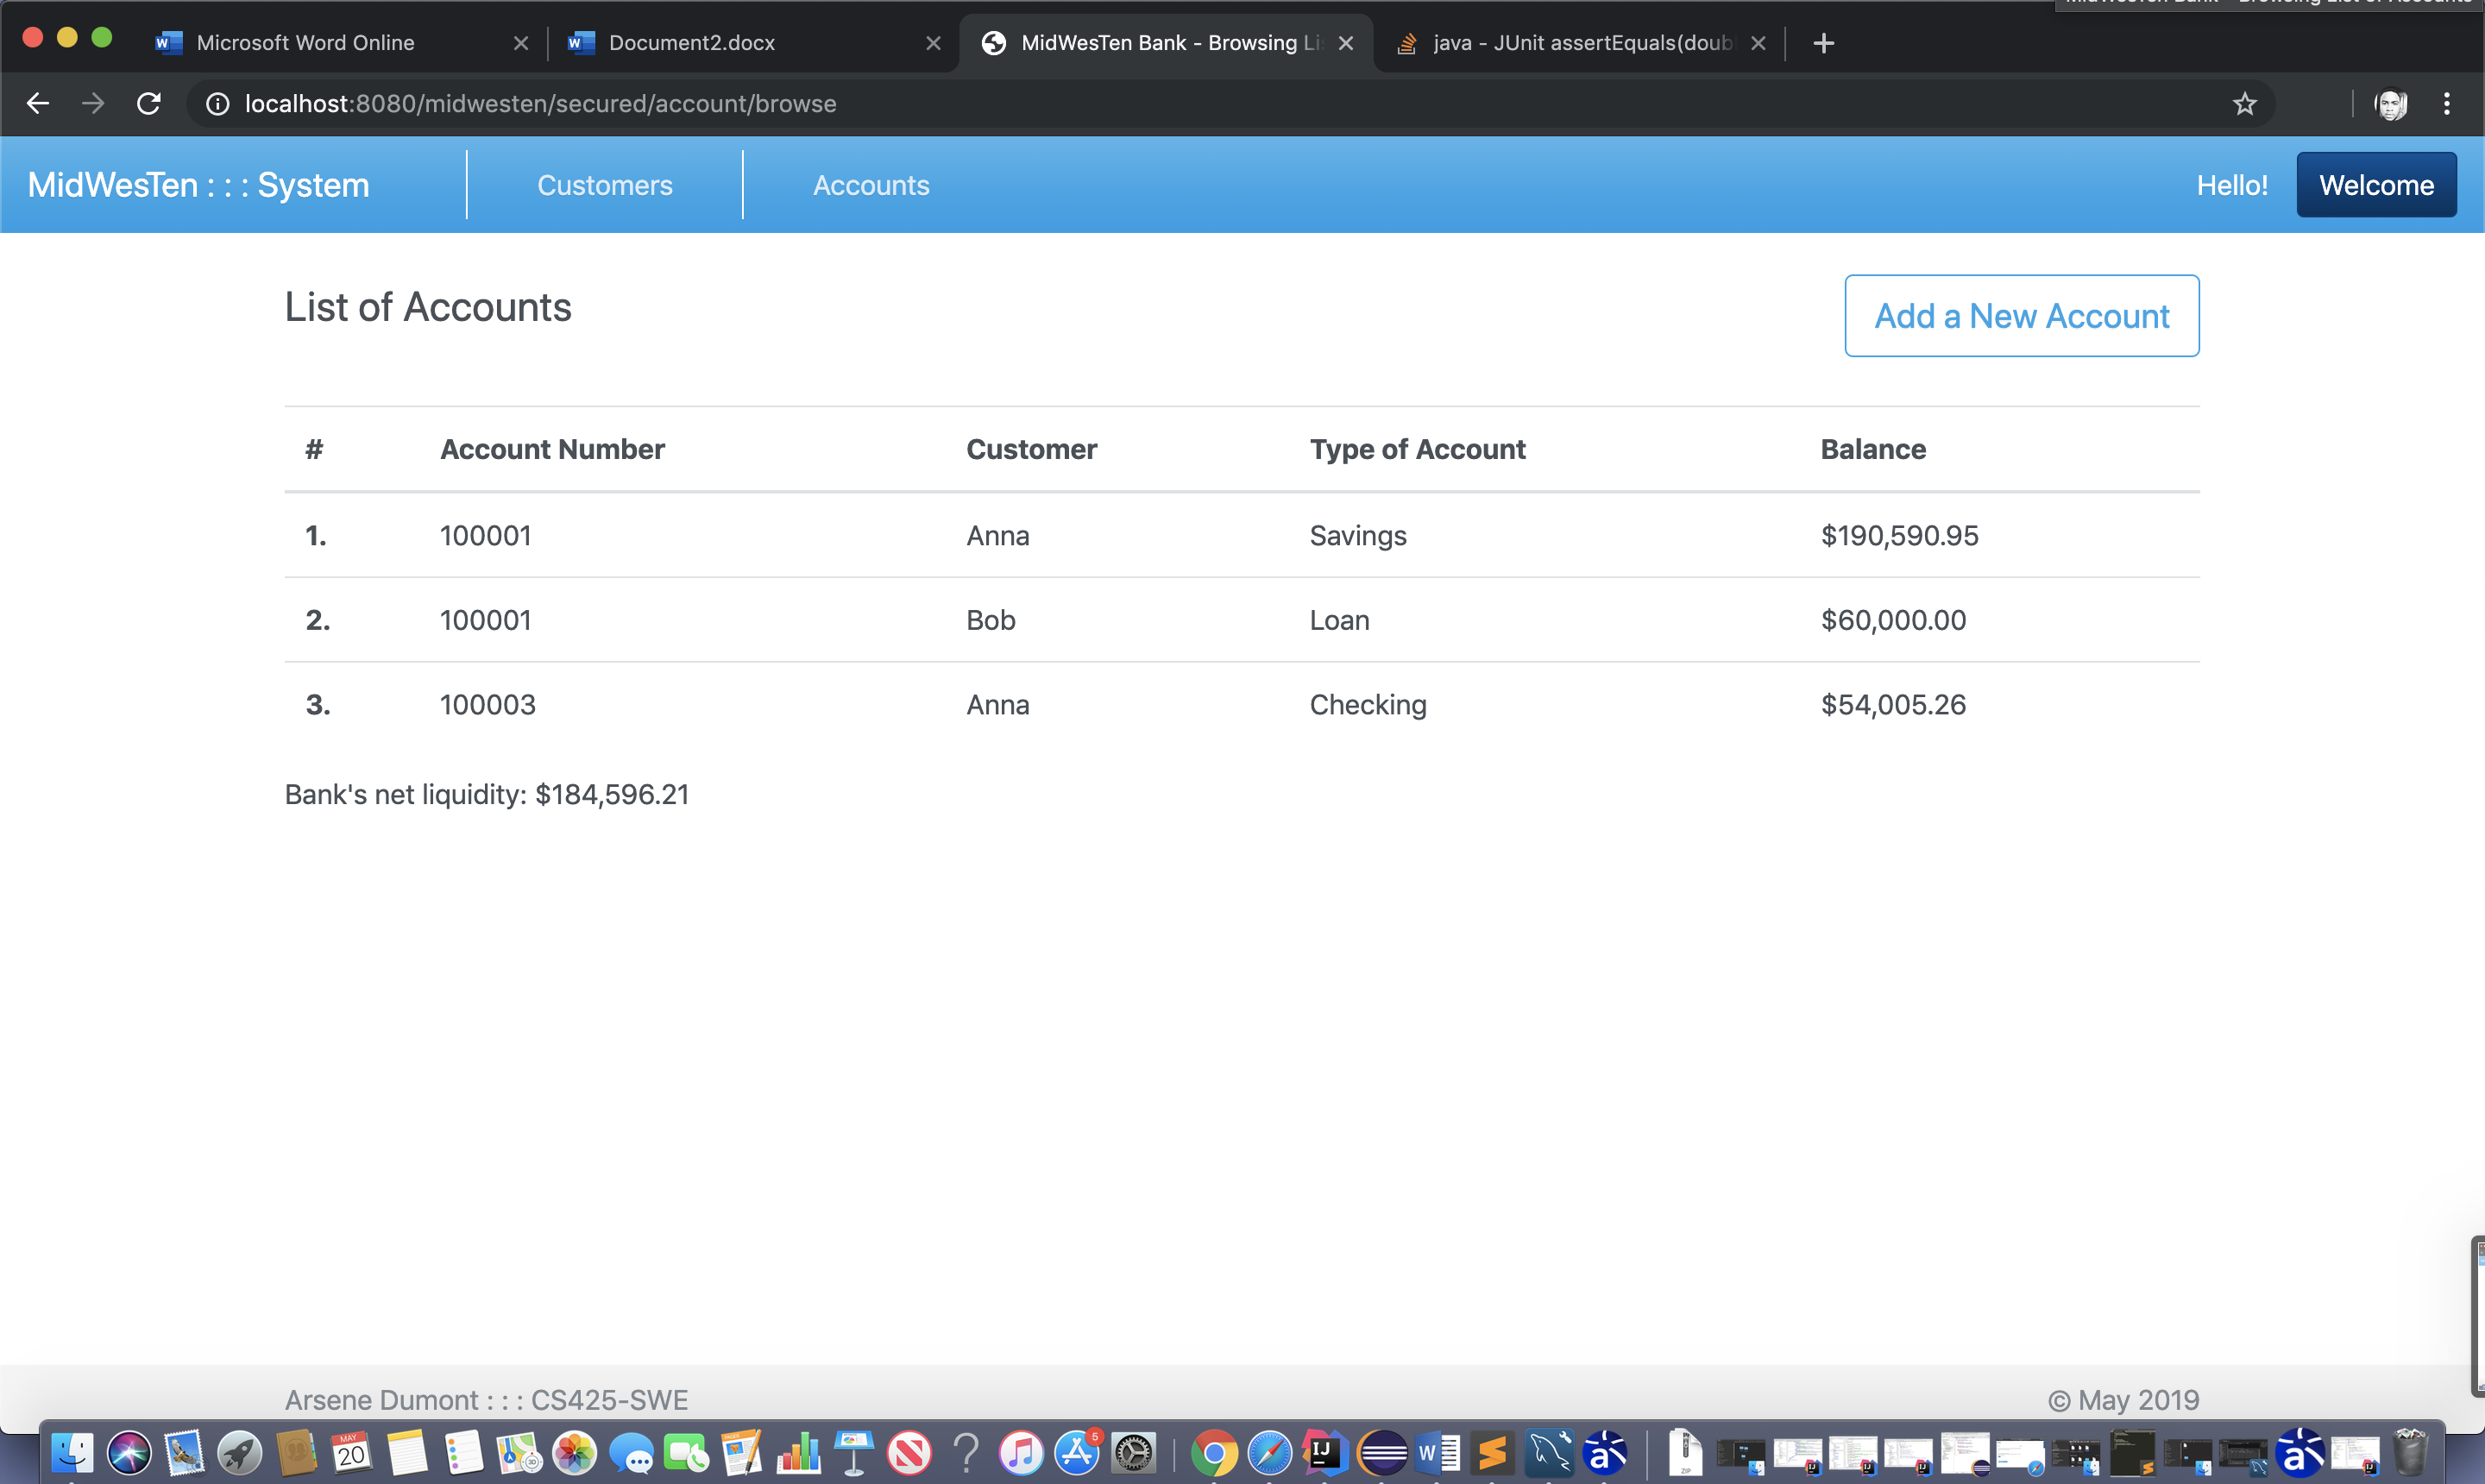 Microsoft Word Online
Document2.docx
MidWesTen Bank - Browsing Li
java - JUnit assertEquals(doub
localhost:8080/midwesten/secured/account/browse
MidWesTen : : : System
Customers
Accounts
Hello!
Welcome
List of Accounts
Add a New Account
# Account Number Customer Type of Account Balance
1. 100001 Anna Savings $190,590.95
2. 100001 Bob Loan $60,000.00
3. 100003 Anna Checking $54,005.26
Bank's net liquidity: $184,596.21
Arsene Dumont : : : CS425-SWE
© May 2019
MAY
20
5
IJ
W
ZIP